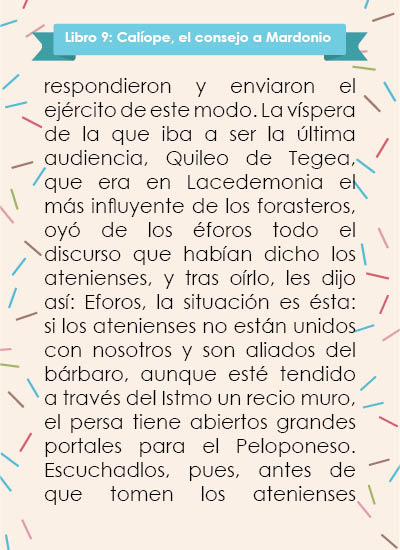 Libro 9: Calíope, el consejo a Mardonio
respondieron y enviaron el
ejército de este modo. La víspera
de la que iba a ser la última
audiencia, Quileo de Tegea,
que era en Lacedemonia el
más influyente de los forasteros,
oyó de los éforos todo el
discurso que habían dicho los
atenienses, y tras oírlo, les dijo
así: Eforos, la situación es ésta:
si los atenienses no están unidos
con nosotros y son aliados del
bárbaro, aunque esté tendido
a través del Istmo un recio muro,
el persa tiene abiertos grandes
portales para el Peloponeso.
Escuchadlos, pues, antes de
que tomen los atenienses